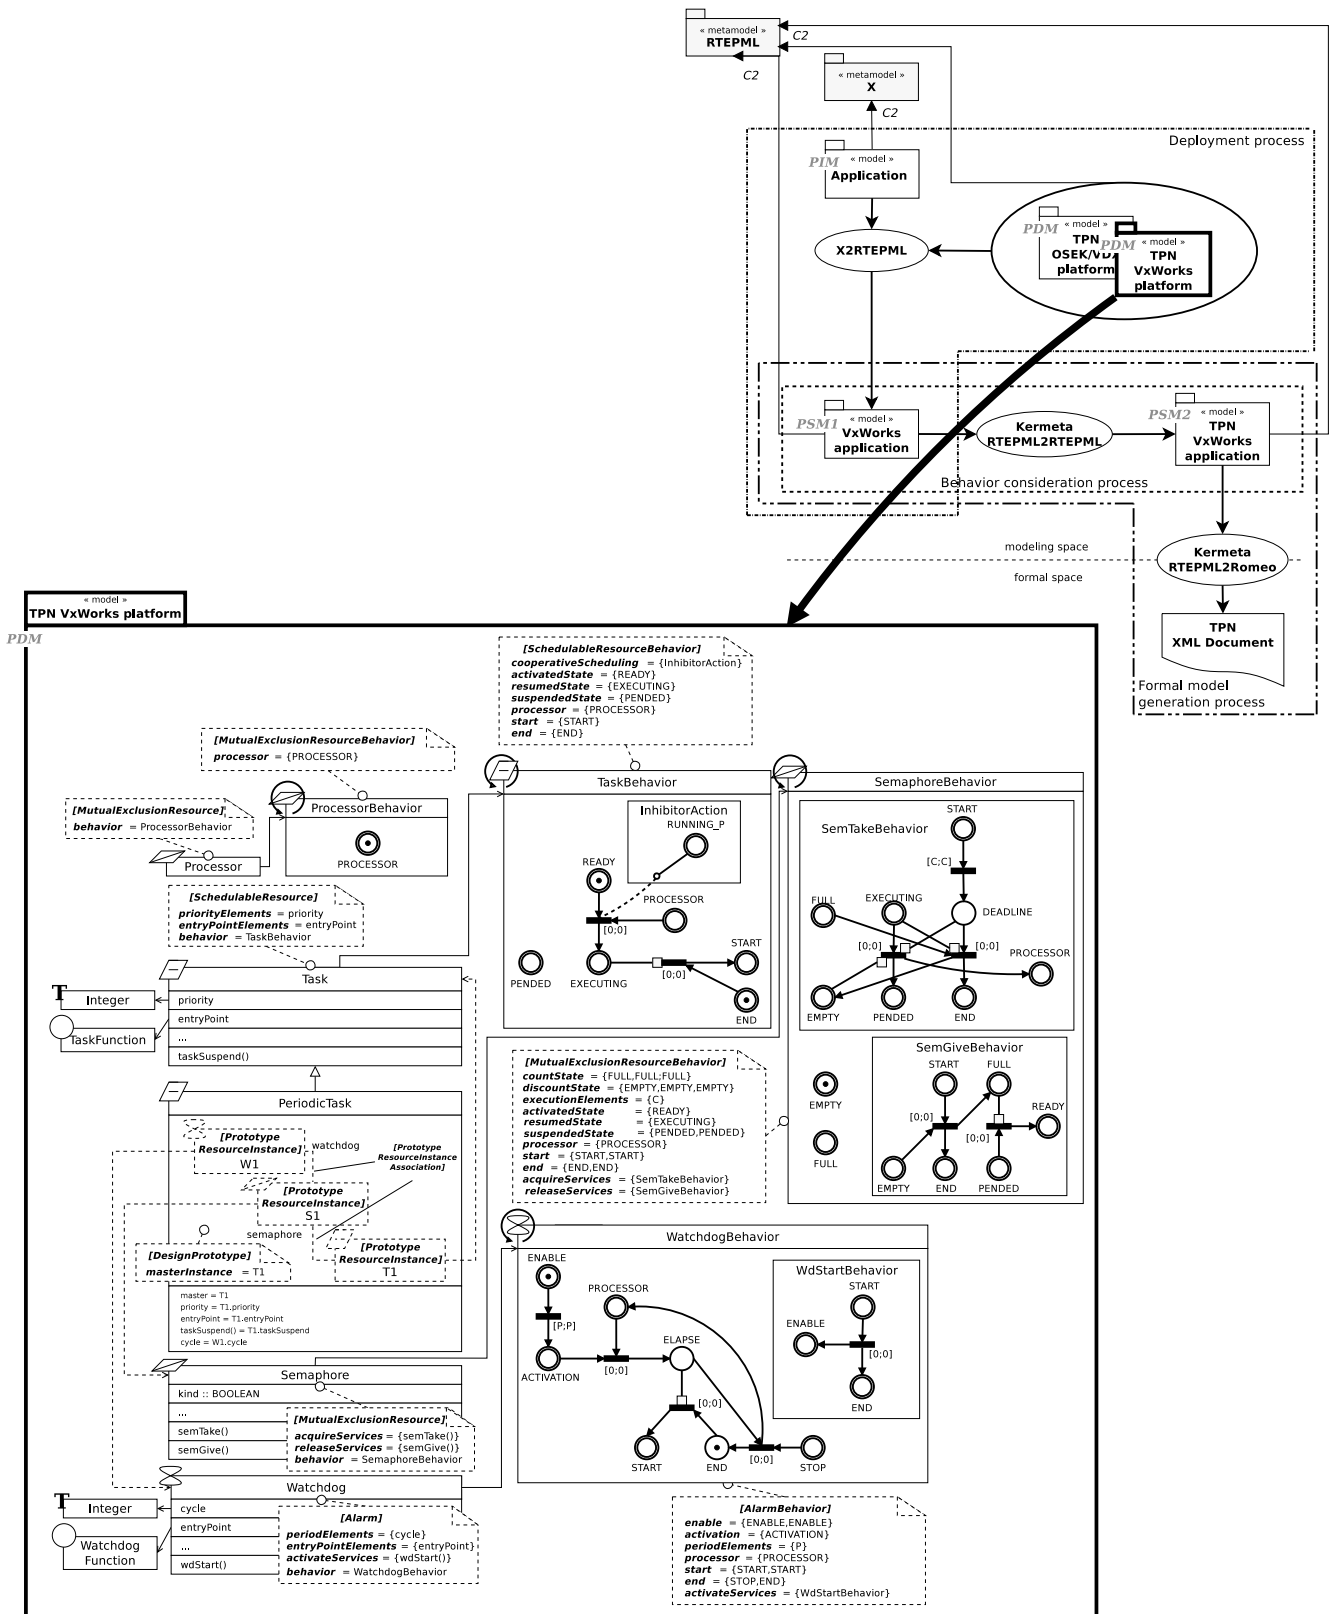 « metamodel »
RTEPML
C2
C2
« metamodel »
X
C2
Deployment process
PIM
« model »
Application
X2RTEPML
PDM
« model »
TPN
OSEK/VD
platform
PDM
« model »
TPN
VxWorks
platform
PSM1
« model »
VxWorks
application
Kermeta
RTEPML2RTEPML
PSM2
« model »
TPN
VxWorks
application
Behavior consideration process
modeling space
formal space
Kermeta
RTEPML2Romeo
TPN
XML Document
Formal model
generation process
« model »
TPN VxWorks platform
PDM
[SchedulableResourceBehavior]
cooperativeScheduling = {InhibitorAction}
activatedState = {READY}
resumedState = {EXECUTING}
suspendedState = {PENDED}
processor = {PROCESSOR}
start = {START}
end = {END}
[MutualExclusionResourceBehavior]
processor = {PROCESSOR}
[MutualExclusionResource]
behavior = ProcessorBehavior
Processor
ProcessorBehavior
PROCESSOR
[SchedulableResource]
priorityElements = priority
entryPointElements = entryPoint
behavior = TaskBehavior
Task
priority
entryPoint
...
taskSuspend()
T
Integer
TaskFunction
TaskBehavior
InhibitorAction
RUNNING_P
READY
PROCESSOR
[0;0]
START
PENDED
EXECUTING
[0;0]
END
SemaphoreBehavior
SemTakeBehavior
START
[C;C]
FULL
EXECUTING
DEADLINE
[0;0]
[0;0]
PROCESSOR
EMPTY
PENDED
END
SemGiveBehavior
START
FULL
READY
[0;0]
[0;0]
EMPTY
END
PENDED
EMPTY
FULL
[MutualExclusionResourceBehavior]
countState = {FULL,FULL;FULL}
discountState = {EMPTY,EMPTY,EMPTY}
executionElements = {C}
activatedState = {READY}
resumedState = {EXECUTING}
suspendedState = {PENDED,PENDED}
processor = {PROCESSOR}
start = {START,START}
end = {END,END}
acquireServices = {SemTakeBehavior}
releaseServices = {SemGiveBehavior}
PeriodicTask
[Prototype
ResourceInstance]
W1
watchdog
[Prototype
ResourceInstance
Association]
[Prototype
ResourceInstance]
S1
semaphore
[Prototype
ResourceInstance]
T1
[DesignPrototype]
masterInstance = T1
master = T1
priority = T1.priority
entryPoint = T1.entryPoint
taskSuspend() = T1.taskSuspend
cycle = W1.cycle
Semaphore
kind :: BOOLEAN
...
semTake()
semGive()
[MutualExclusionResource]
acquireServices = {semTake()}
releaseServices = {semGive()}
behavior = SemaphoreBehavior
Watchdog
cycle
entryPoint
...
wdStart()
T
Integer
Watchdog
Function
[Alarm]
periodElements = {cycle}
entryPointElements = {entryPoint}
activateServices = {wdStart()}
behavior = WatchdogBehavior
WatchdogBehavior
ENABLE
PROCESSOR
[P;P]
ELAPSE
ACTIVATION
[0;0]
[0;0]
START
END
[0;0]
STOP
WdStartBehavior
START
ENABLE
[0;0]
END
[AlarmBehavior]
enable = {ENABLE,ENABLE}
activation = {ACTIVATION}
periodElements = {P}
processor = {PROCESSOR}
start = {START,START}
end = {STOP,END}
activateServices = {WdStartBehavior}